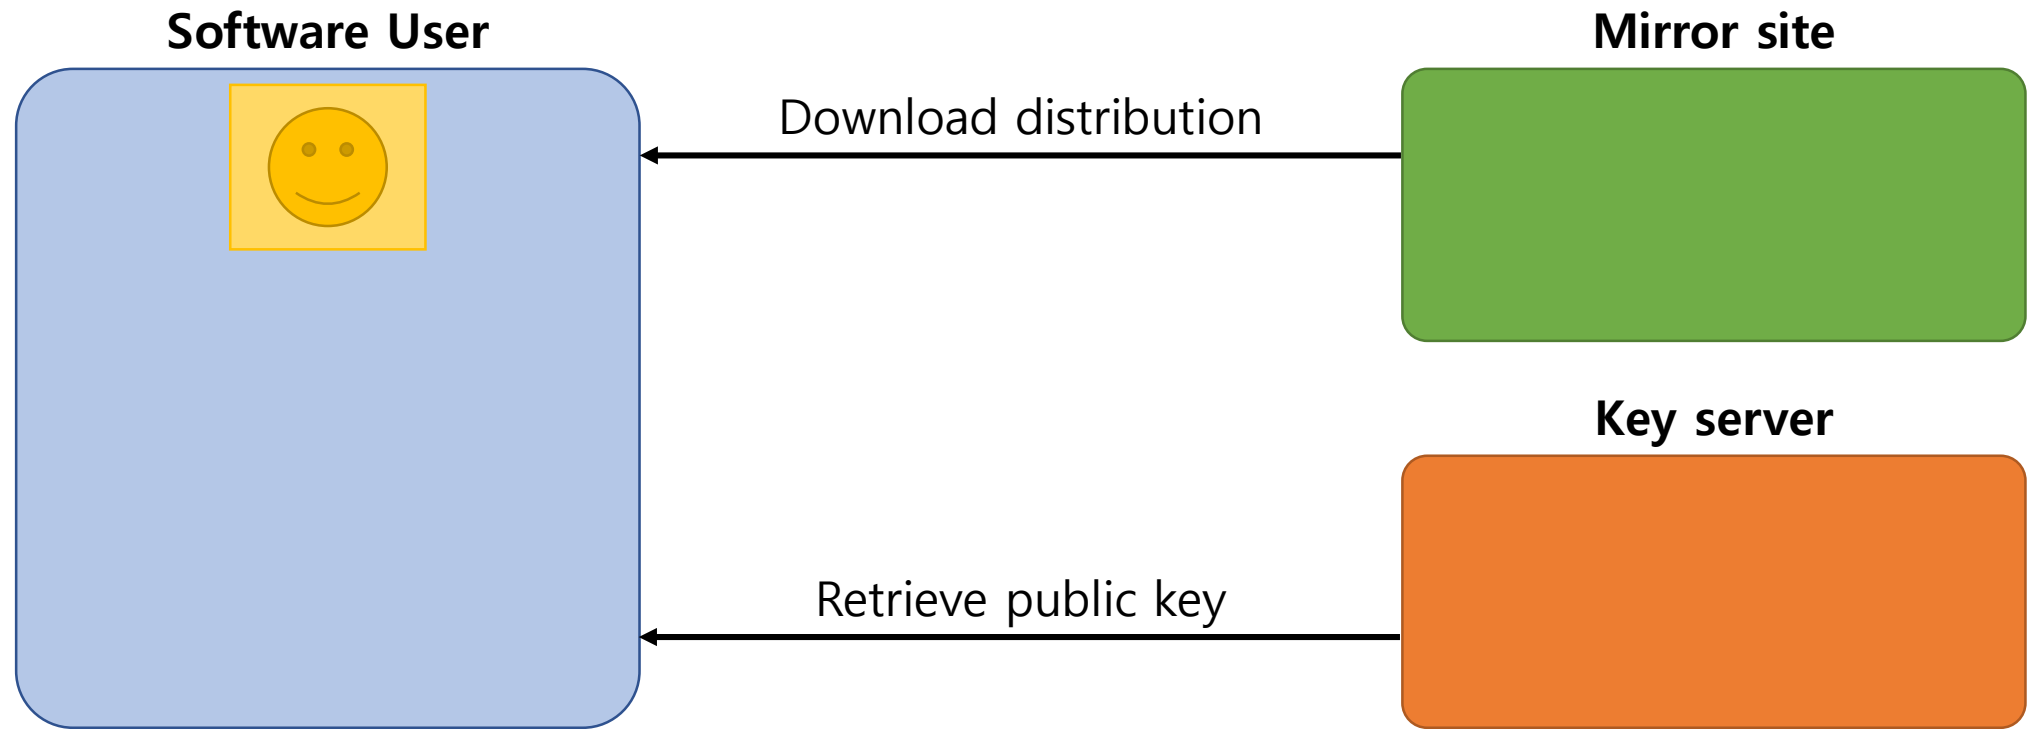 Software User
Mirror site
Download distribution
Key server
Retrieve public key